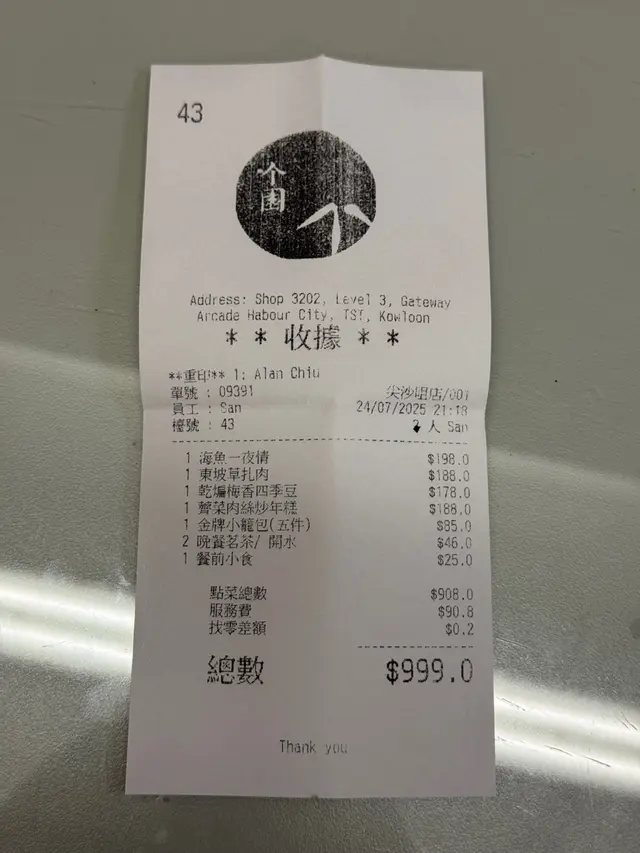 43
个園
Address: Shop 3202, Level 3, Gateway
Arcade Habour City, TST, Kowloon
* * 收據 * *
**重印** 1: Alan Chiu
單號 : 09391 尖沙咀店/001
員工 : San 24/07/2025 21:18
檯號 : 43 人 San
1 海魚一夜情 $198.0
1 東坡草扎肉 $188.0
1 乾煸梅香四季豆 $178.0
1 薺菜肉絲炒年糕 $188.0
1 金牌小籠包(五件) $85.0
2 晚餐茗茶/ 開水 $46.0
1 餐前小食 $25.0
點菜總數 $908.0
服務費 $90.8
找零差額 $0.2
總數 $999.0
Thank you